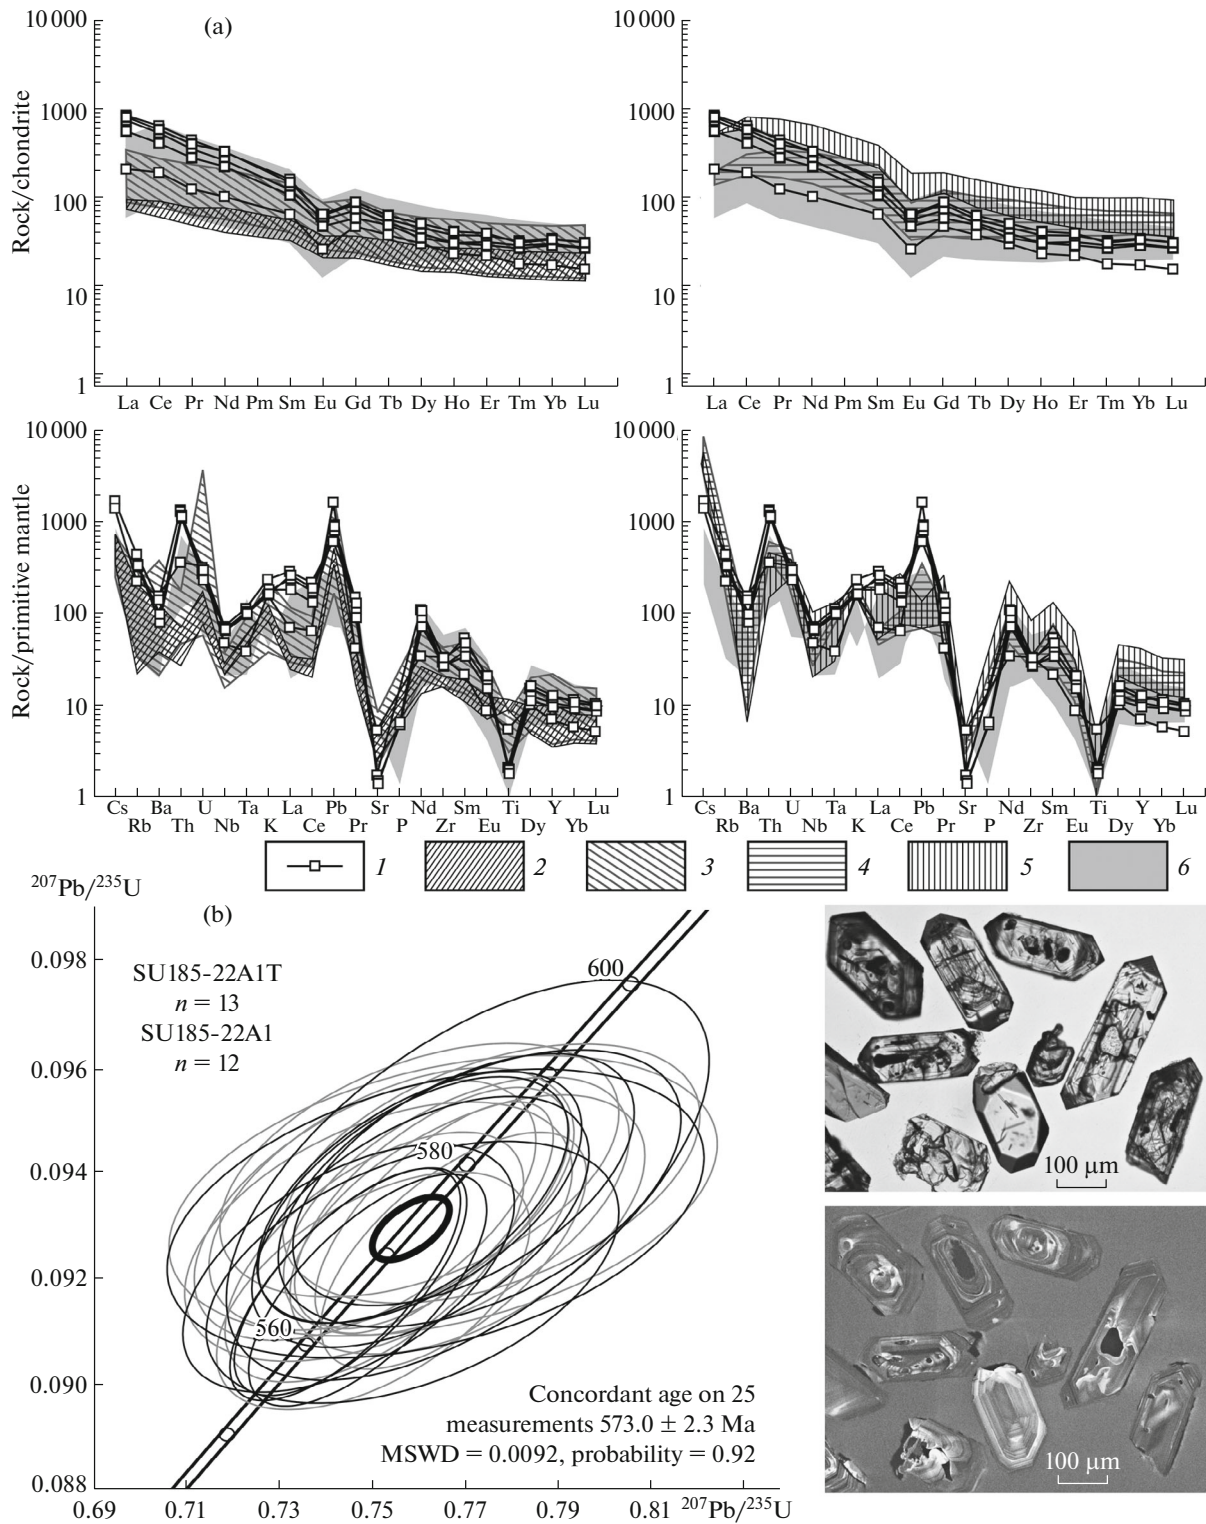 (a)
Rock/chondrite
10 000
1000
100
10
1
La Ce Pr Nd Pm Sm Eu Gd Tb Dy Ho Er Tm Yb Lu
10 000
1000
100
10
1
La Ce Pr Nd Pm Sm Eu Gd Tb Dy Ho Er Tm Yb Lu
Rock/primitive mantle
10 000
1000
100
10
1
Cs Ba U Ta La Pb Sr Nd Sm Ti Y Lu
Rb Th Nb K Ce Pr P Zr Eu Dy Yb
10 000
1000
100
10
1
Cs Ba U Ta La Pb Sr Nd Sm Ti Y Lu
Rb Th Nb K Ce Pr P Zr Eu Dy Yb
1 2 3 4 5 6
²⁰⁷Pb/²³⁵U
(b)
0.098
0.096
0.094
0.092
0.090
0.088
SU185-22A1T
n = 13
SU185-22A1
n = 12
600
580
560
Concordant age on 25
measurements 573.0 ± 2.3 Ma
MSWD = 0.0092, probability = 0.92
0.69 0.71 0.73 0.75 0.77 0.79 0.81 ²⁰⁷Pb/²³⁵U
100 μm
100 μm